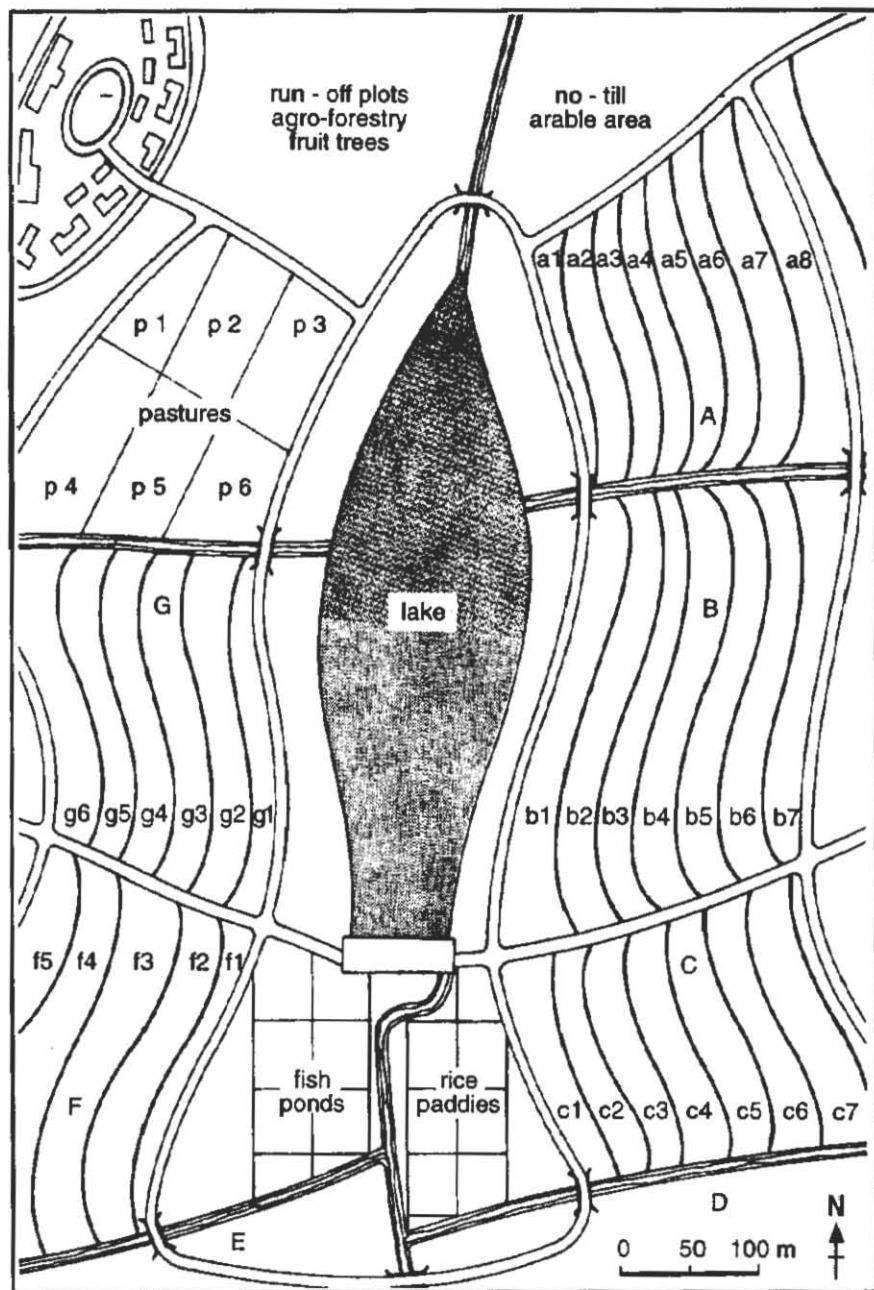 run - off plots
agro-forestry
fruit trees
no - till
arable area
a1 a2 a3 a4 a5 a6 a7 a8
p 1 p 2 p 3
pastures
A
p 4 p 5 p 6
G
lake
B
g6 g5 g4 g3 g2 g1
b1 b2 b3 b4 b5 b6 b7
f5 f4 f3 f2 f1
C
fish
ponds
rice
paddies
F
c1 c2 c3 c4 c5 c6 c7
E
D
N
0 50 100 m